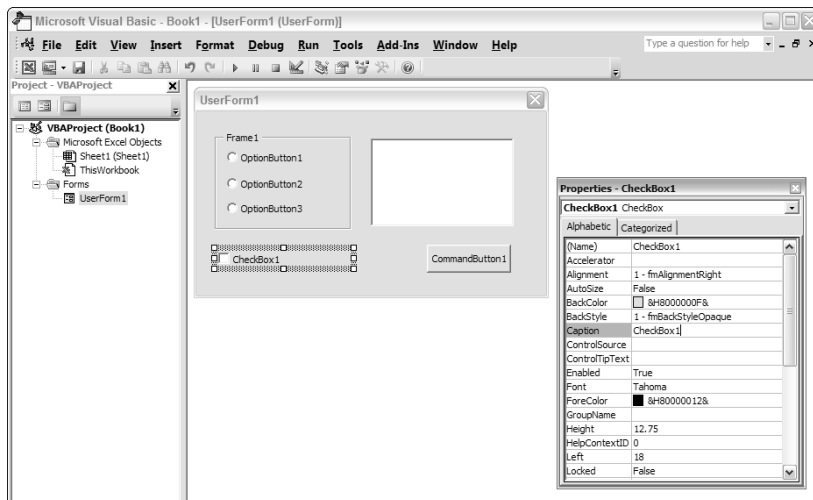 Microsoft Visual Basic - Book1 - [UserForm1 (UserForm)]
File Edit View Insert Format Debug Run Tools Add-Ins Window Help
Type a question for help
Project - VBAProject
VBAProject (Book1)
Microsoft Excel Objects
Sheet1 (Sheet1)
ThisWorkbook
Forms
UserForm1
UserForm1
Frame1
OptionButton1
OptionButton2
OptionButton3
CheckBox1
CommandButton1
Properties - CheckBox1
CheckBox1 CheckBox
Alphabetic Categorized
(Name) CheckBox1
Accelerator
Alignment 1 - fmAlignmentRight
AutoSize False
BackColor &H8000000F&
BackStyle 1 - fmBackStyleOpaque
Caption CheckBox1
ControlSource
ControlTipText
Enabled True
Font Tahoma
ForeColor &H80000012&
GroupName
Height 12.75
HelpContextID 0
Left 18
Locked False